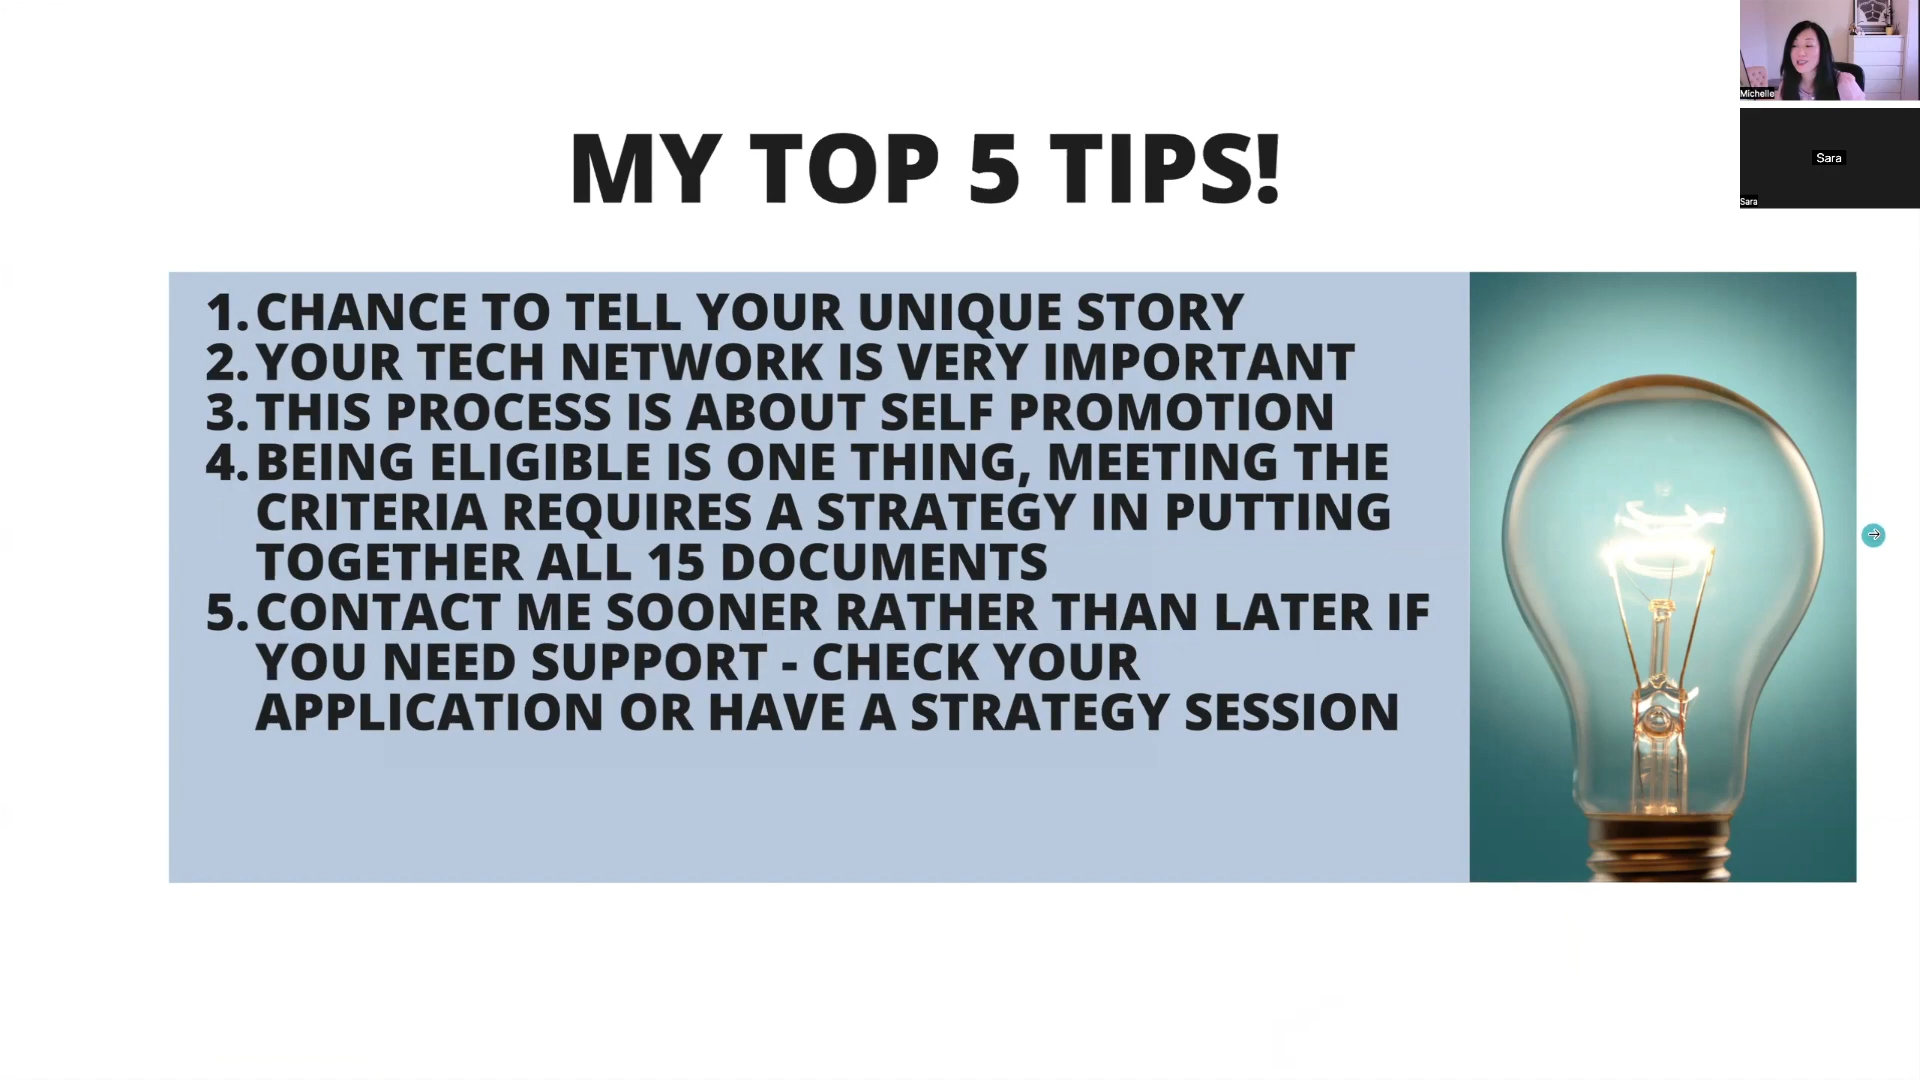 MY TOP 5 TIPS!
1. CHANCE TO TELL YOUR UNIQUE STORY
2. YOUR TECH NETWORK IS VERY IMPORTANT
3. THIS PROCESS IS ABOUT SELF PROMOTION
4. BEING ELIGIBLE IS ONE THING, MEETING THE
CRITERIA REQUIRES A STRATEGY IN PUTTING
TOGETHER ALL 15 DOCUMENTS
5. CONTACT ME SOONER RATHER THAN LATER IF
YOU NEED SUPPORT - CHECK YOUR
APPLICATION OR HAVE A STRATEGY SESSION
Michelle
Sara
Sara